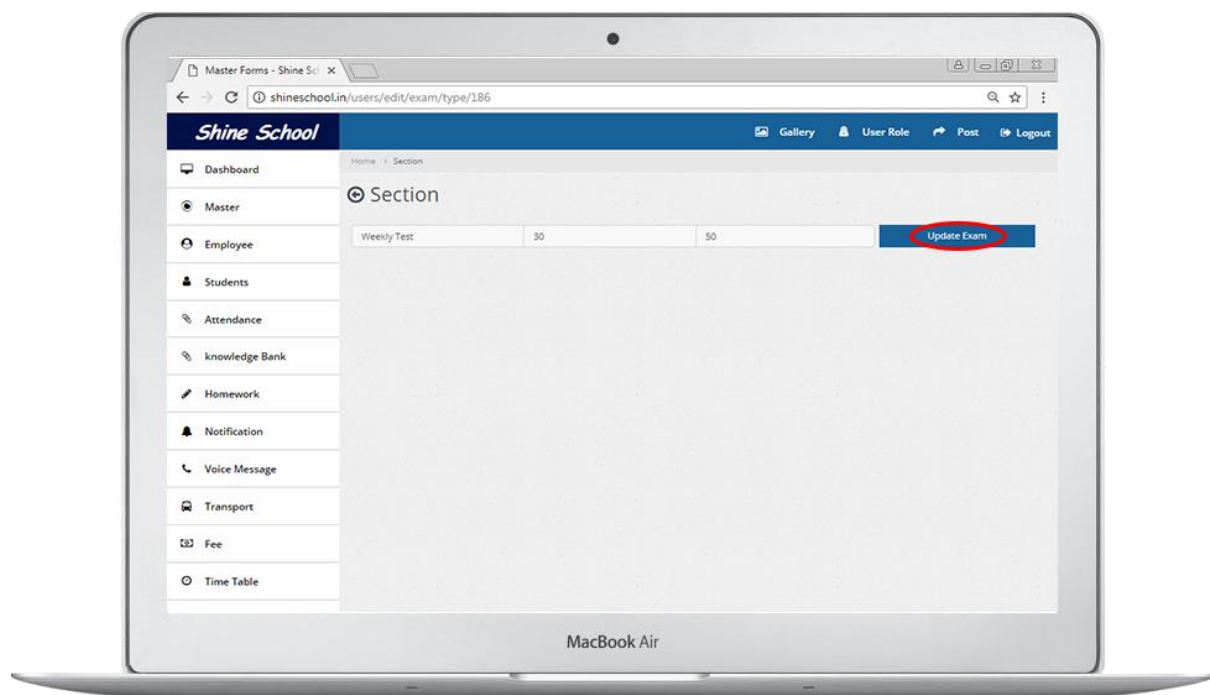 Master Forms - Shine Scl
shineschool.in/users/edit/exam/type/186
Shine School
Gallery User Role Post Logout
Dashboard
Home > Section
Section
Master
Weekly Test 30 50 Update Exam
Employee
Students
Attendance
knowledge Bank
Homework
Notification
Voice Message
Transport
Fee
Time Table
MacBook Air